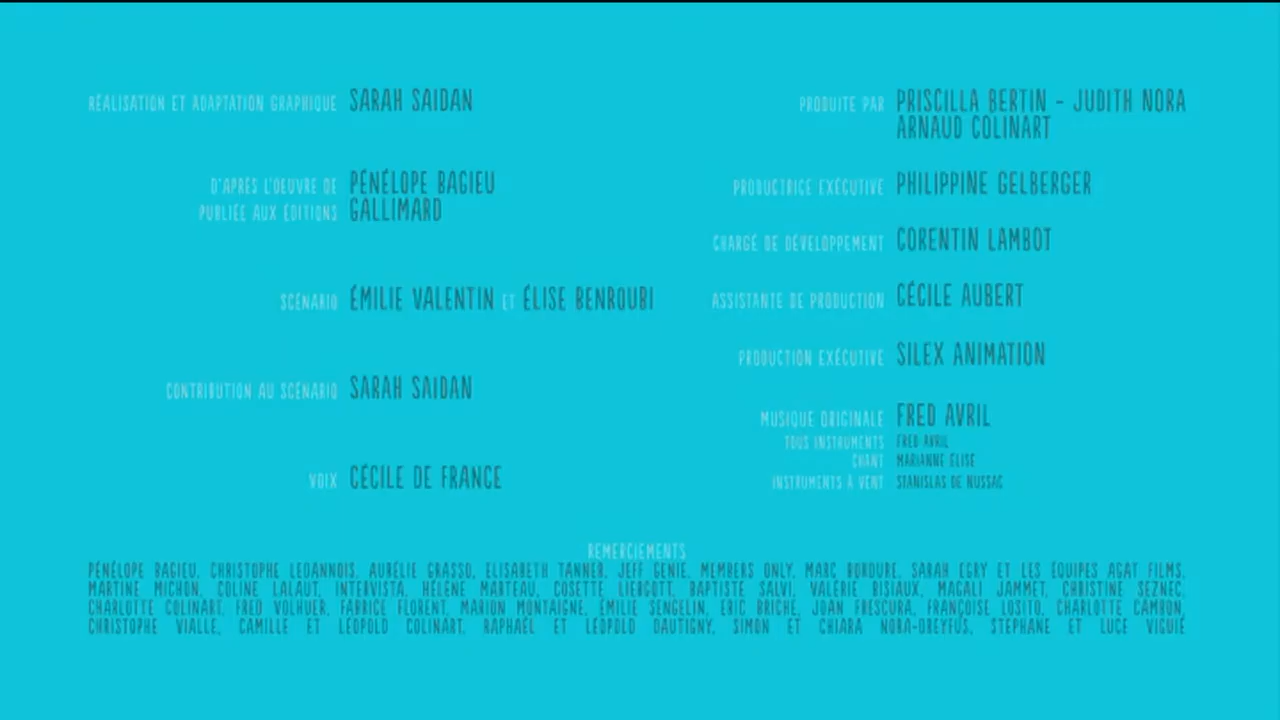 RÉALISATION ET ADAPTATION GRAPHIQUE SARAH SAIDAN
D'APRÈS L'OEUVRE DE PÉNÉLOPE BAGIEU
PUBLIÉE AUX ÉDITIONS GALLIMARD
SCÉNARIO ÉMILIE VALENTIN ET ÉLISE BENROUBI
CONTRIBUTION AU SCÉNARIO SARAH SAIDAN
VOIX CÉCILE DE FRANCE
PRODUITE PAR PRISCILLA BERTIN - JUDITH NORA
ARNAUD COLINART
PRODUCTRICE EXÉCUTIVE PHILIPPINE GELBERGER
CHARGÉ DE DÉVELOPPEMENT CORENTIN LAMBOT
ASSISTANTE DE PRODUCTION CÉCILE AUBERT
PRODUCTION EXÉCUTIVE SILEX ANIMATION
MUSIQUE ORIGINALE FRED AVRIL
TOUS INSTRUMENTS FRED AVRIL
CHANT MARIANNE ELISE
INSTRUMENTS À VENT STANISLAS DE NUSSAC
REMERCIEMENTS
PÉNÉLOPE BAGIEU, CHRISTOPHE LEDANNOIS, AURÉLIE GRASSO, ELISABETH TANNER, JEFF GENIE, MEMBERS ONLY, MARC BORDURE, SARAH EGRY ET LES ÉQUIPES AGAT FILMS,
MARTINE MICHON, COLINE LALAUT, INTERVISTA, HÉLÈNE MARTEAU, COSETTE LIEBGOTT, BAPTISTE SALVI, VALÉRIE BISIAUX, MAGALI JAMMET, CHRISTINE SEZNEC,
CHARLOTTE COLINART, FRED VOLHUER, FABRICE FLORENT, MARION MONTAIGNE, ÉMILIE SENGELIN, ERIC BRICHE, JOAN FRESCURA, FRANÇOISE LOSITO, CHARLOTTE CAMBON,
CHRISTOPHE VIALLE, CAMILLE ET LÉOPOLD COLINART, RAPHAËL ET LÉOPOLD DAUTIGNY, SIMON ET CHIARA NORA-DREYFUS, STEPHANE ET LUCE VIGUIÉ